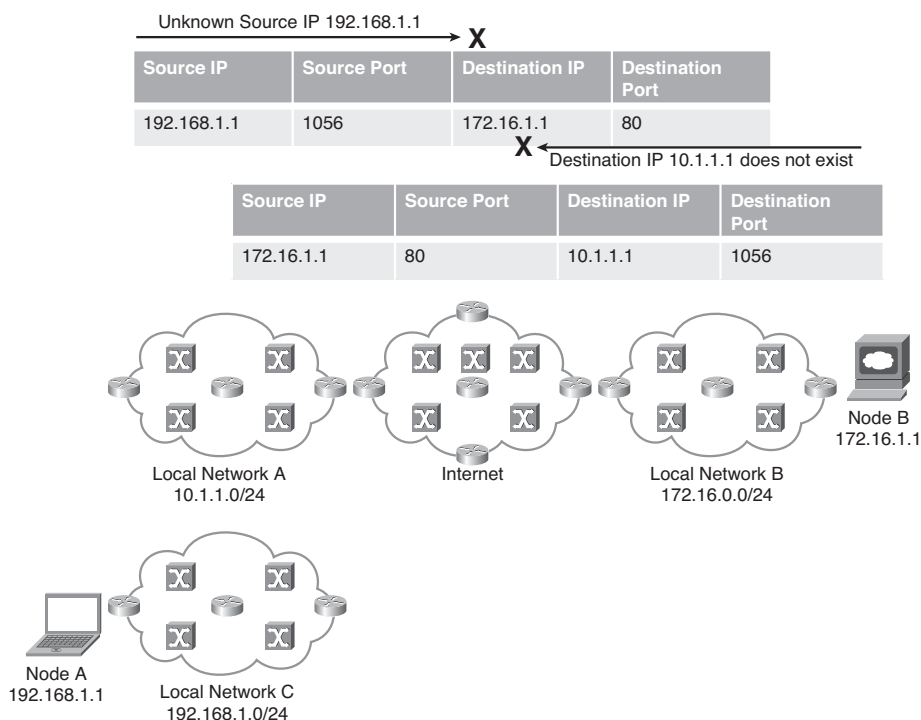 Unknown Source IP 192.168.1.1
X
Source IP Source Port Destination IP Destination
Port
192.168.1.1 1056 172.16.1.1 80
X
Destination IP 10.1.1.1 does not exist
Source IP Source Port Destination IP Destination
Port
172.16.1.1 80 10.1.1.1 1056
Node B
172.16.1.1
Local Network A
10.1.1.0/24
Internet
Local Network B
172.16.0.0/24
Node A
192.168.1.1
Local Network C
192.168.1.0/24